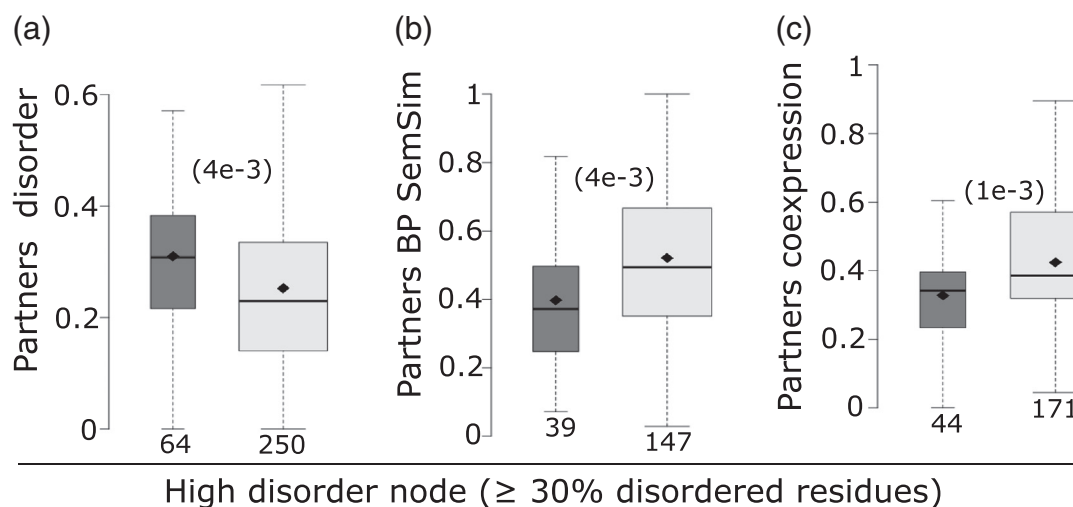 (a)
Partners disorder
0.6
0.4
0.2
0
(4e-3)
64
250
(b)
Partners BP SemSim
1
0.8
0.6
0.4
0.2
0
(4e-3)
39
147
(c)
Partners coexpression
1
0.8
0.6
0.4
0.2
0
(1e-3)
44
171
High disorder node (≥ 30% disordered residues)